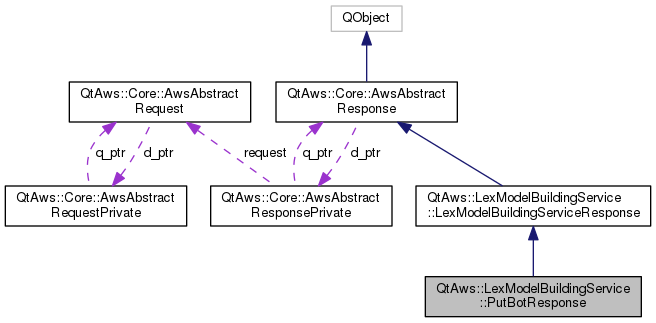 QObject
QtAws::Core::AwsAbstract
Request
QtAws::Core::AwsAbstract
Response
q_ptr
d_ptr
request
q_ptr
d_ptr
QtAws::Core::AwsAbstract
RequestPrivate
QtAws::Core::AwsAbstract
ResponsePrivate
QtAws::LexModelBuildingService
::LexModelBuildingServiceResponse
QtAws::LexModelBuildingService
::PutBotResponse